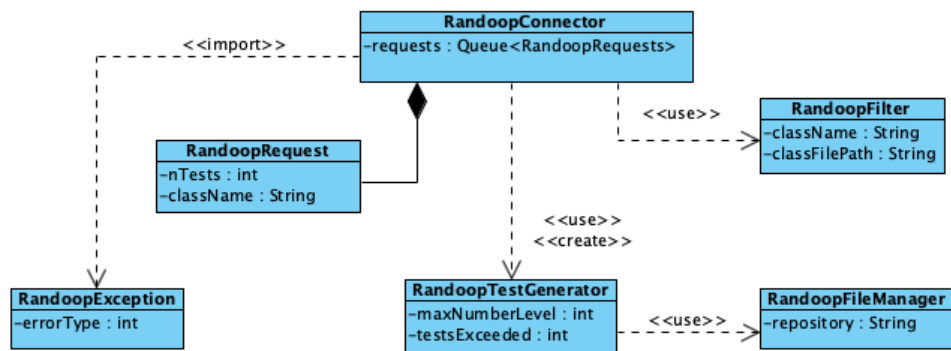 RandoopConnector
-requests : Queue<RandoopRequests>
<<import>>
<<use>>
RandoopFilter
-className : String
-classFilePath : String
RandoopRequest
-nTests : int
-className : String
<<use>>
<<create>>
RandoopException
-errorType : int
RandoopTestGenerator
-maxNumberLevel : int
-testsExceeded : int
<<use>>
RandoopFileManager
-repository : String